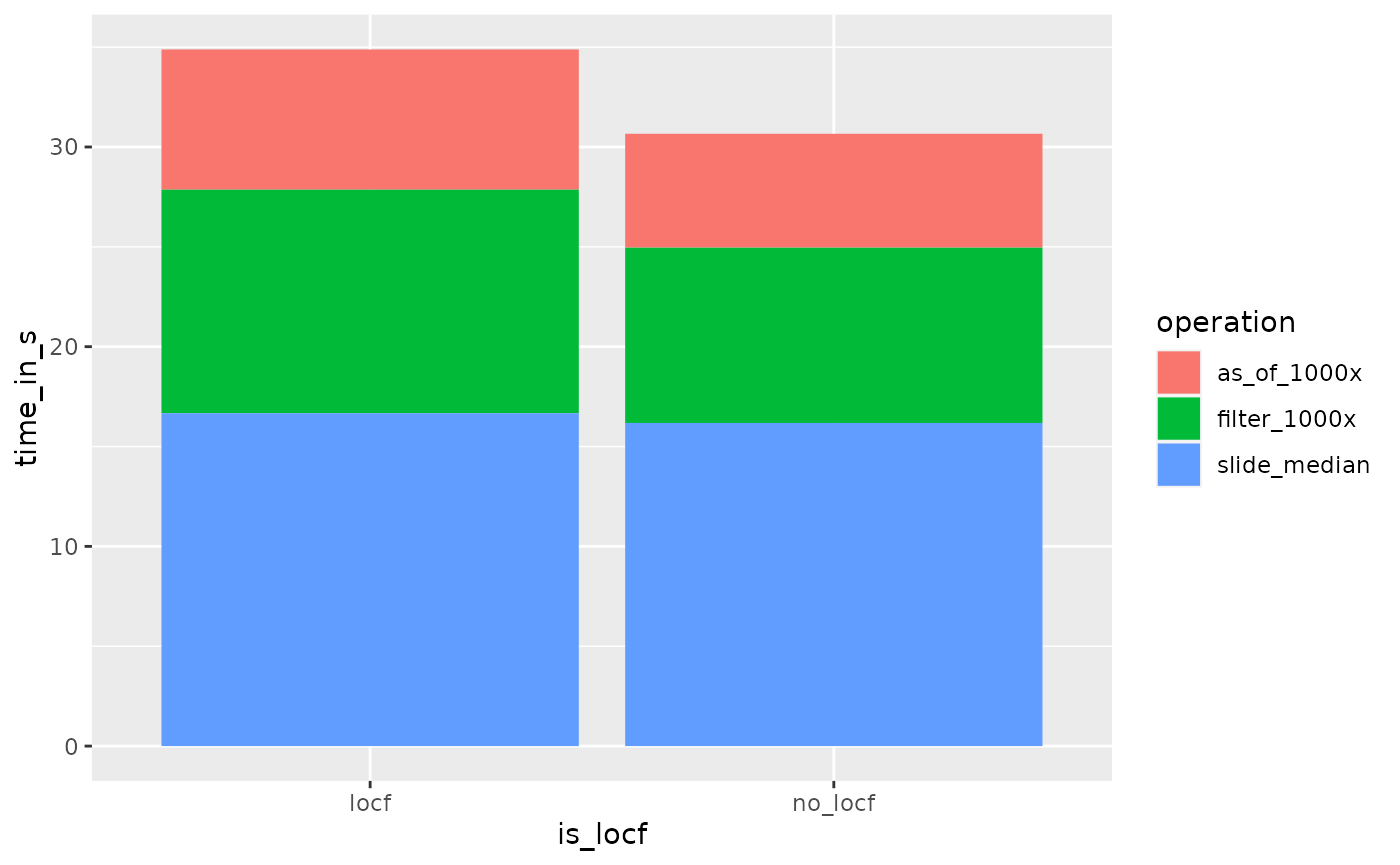 time_in_s
30
20
10
0
locf
no_locf
is_locf
operation
as_of_1000x
filter_1000x
slide_median